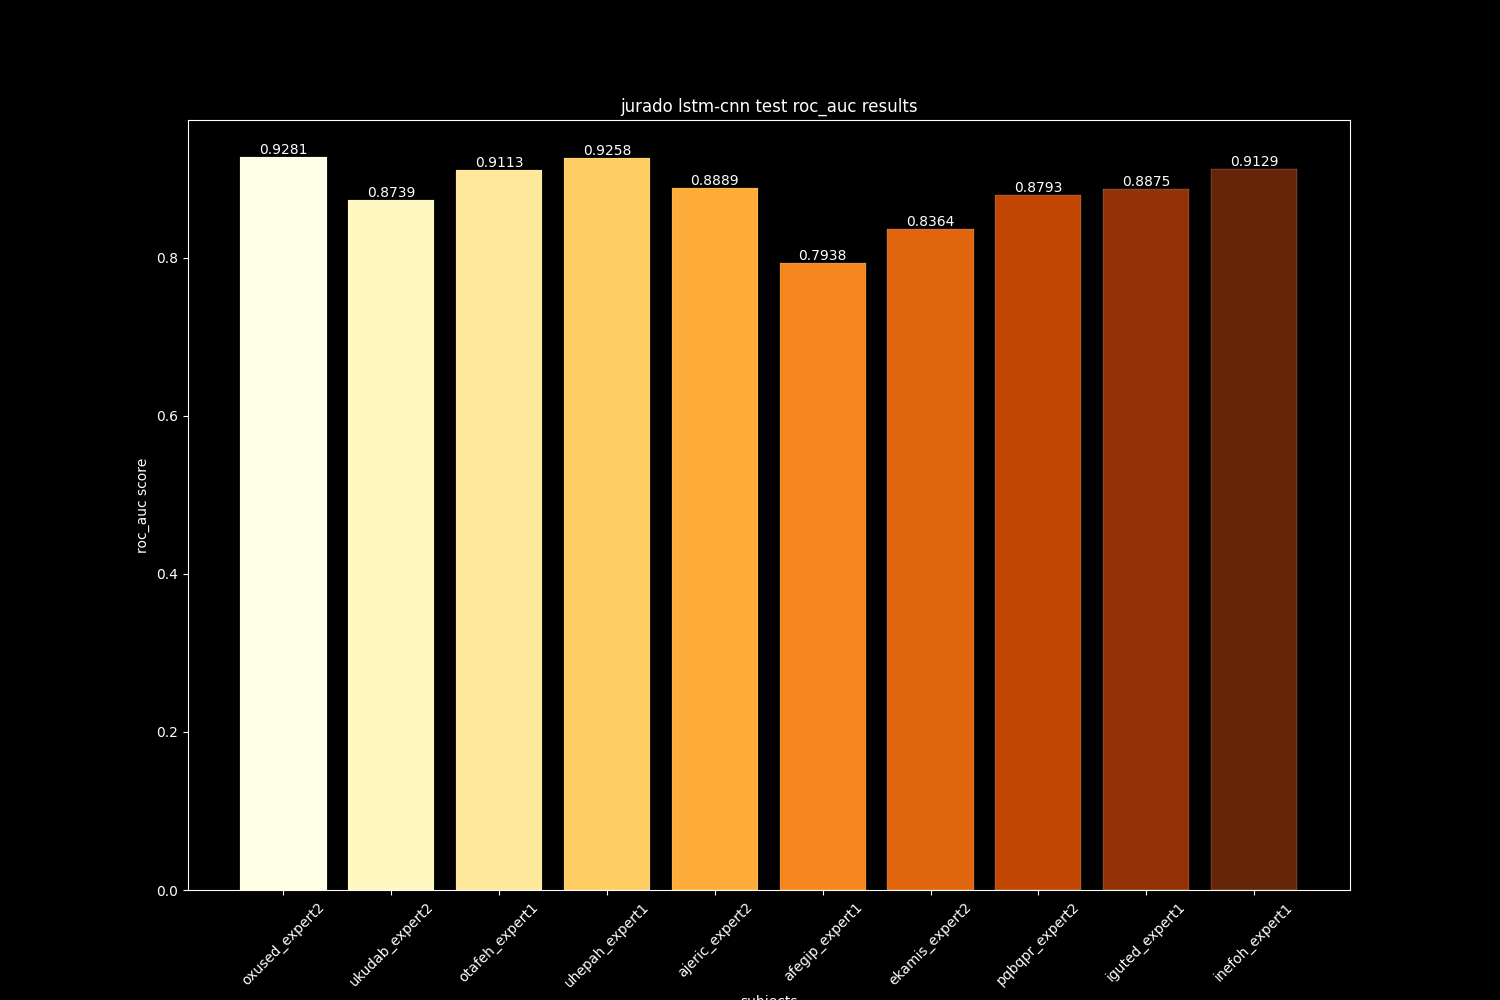 jurado lstm-cnn test roc_auc results
0.9281
0.8739
0.9113
0.9258
0.8889
0.7938
0.8364
0.8793
0.8875
0.9129
roc_auc score
0.8
0.6
0.4
0.2
0.0
oxused_expert2
ukudab_expert2
otafeh_expert1
uhepah_expert1
ajeric_expert2
afegip_expert1
ekamis_expert2
pqbqpr_expert2
iguted_expert1
inefoh_expert1
subjects